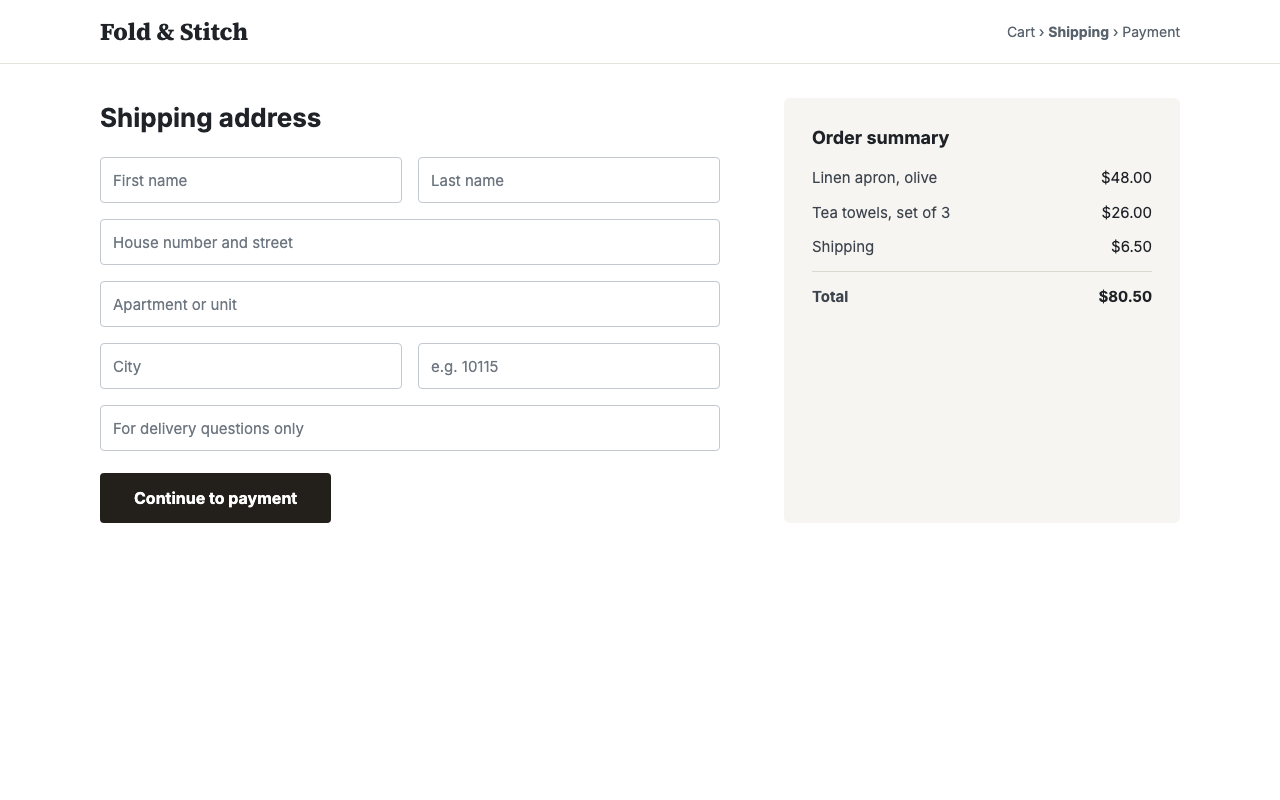 Fold & Stitch
Cart › Shipping › Payment
Shipping address
First name
Last name
House number and street
Apartment or unit
City
e.g. 10115
For delivery questions only
Continue to payment
Order summary
Linen apron, olive $48.00
Tea towels, set of 3 $26.00
Shipping $6.50
Total $80.50